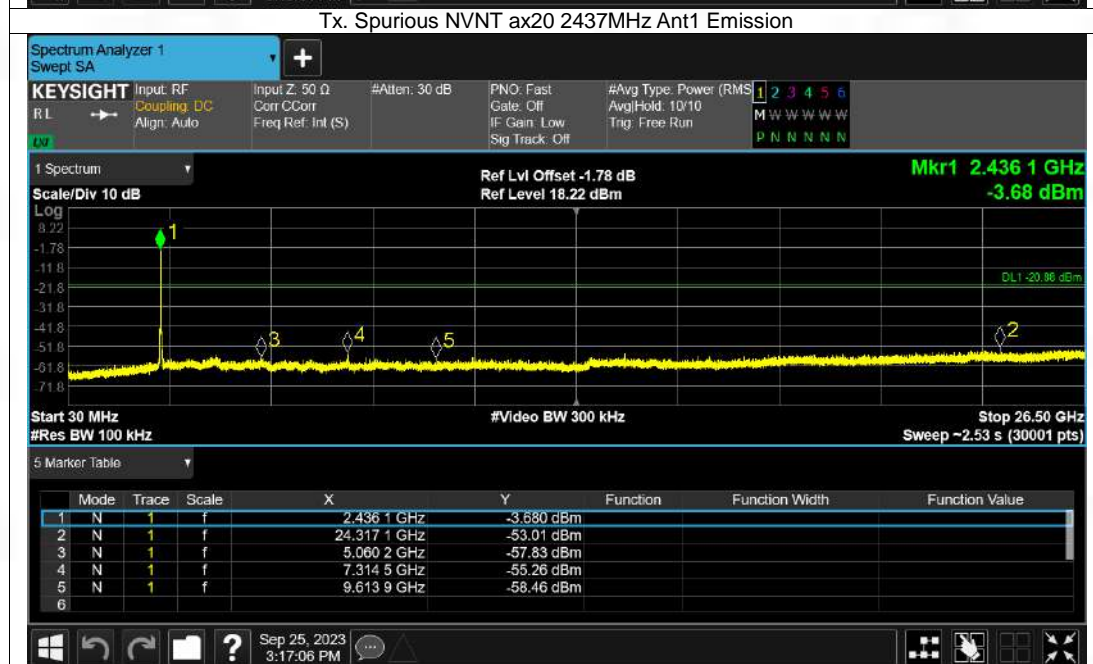 Tx. Spurious NVNT ax20 2437MHz Ant1 Emission
Spectrum Analyzer 1
Swept SA
+
KEYSIGHT Input: RF Input Z: 50 Ω #Atten: 30 dB PNO: Fast #Avg Type: Power (RMS 1 2 3 4 5 6
RL Coupling: DC Corr CCorr Gate: Off Avg|Hold: 10/10 M W W W W W
Align: Auto Freq Ref: Int (S) IF Gain: Low Trig: Free Run
LXI Sig Track: Off P N N N N N
1 Spectrum Ref Lvl Offset -1.78 dB Mkr1 2.436 1 GHz
Scale/Div 10 dB Ref Level 18.22 dBm -3.68 dBm
Log
8.22
1
-1.78
-11.8
DL1 -20.88 dBm
-21.8
-31.8
-41.8
3 4 5 2
-51.8
-61.8
-71.8
Start 30 MHz #Video BW 300 kHz Stop 26.50 GHz
#Res BW 100 kHz Sweep ~2.53 s (30001 pts)
5 Marker Table
Mode Trace Scale X Y Function Function Width Function Value
1 N 1 f 2.436 1 GHz -3.680 dBm
2 N 1 f 24.317 1 GHz -53.01 dBm
3 N 1 f 5.060 2 GHz -57.83 dBm
4 N 1 f 7.314 5 GHz -55.26 dBm
5 N 1 f 9.613 9 GHz -58.46 dBm
6
? Sep 25, 2023
3:17:06 PM